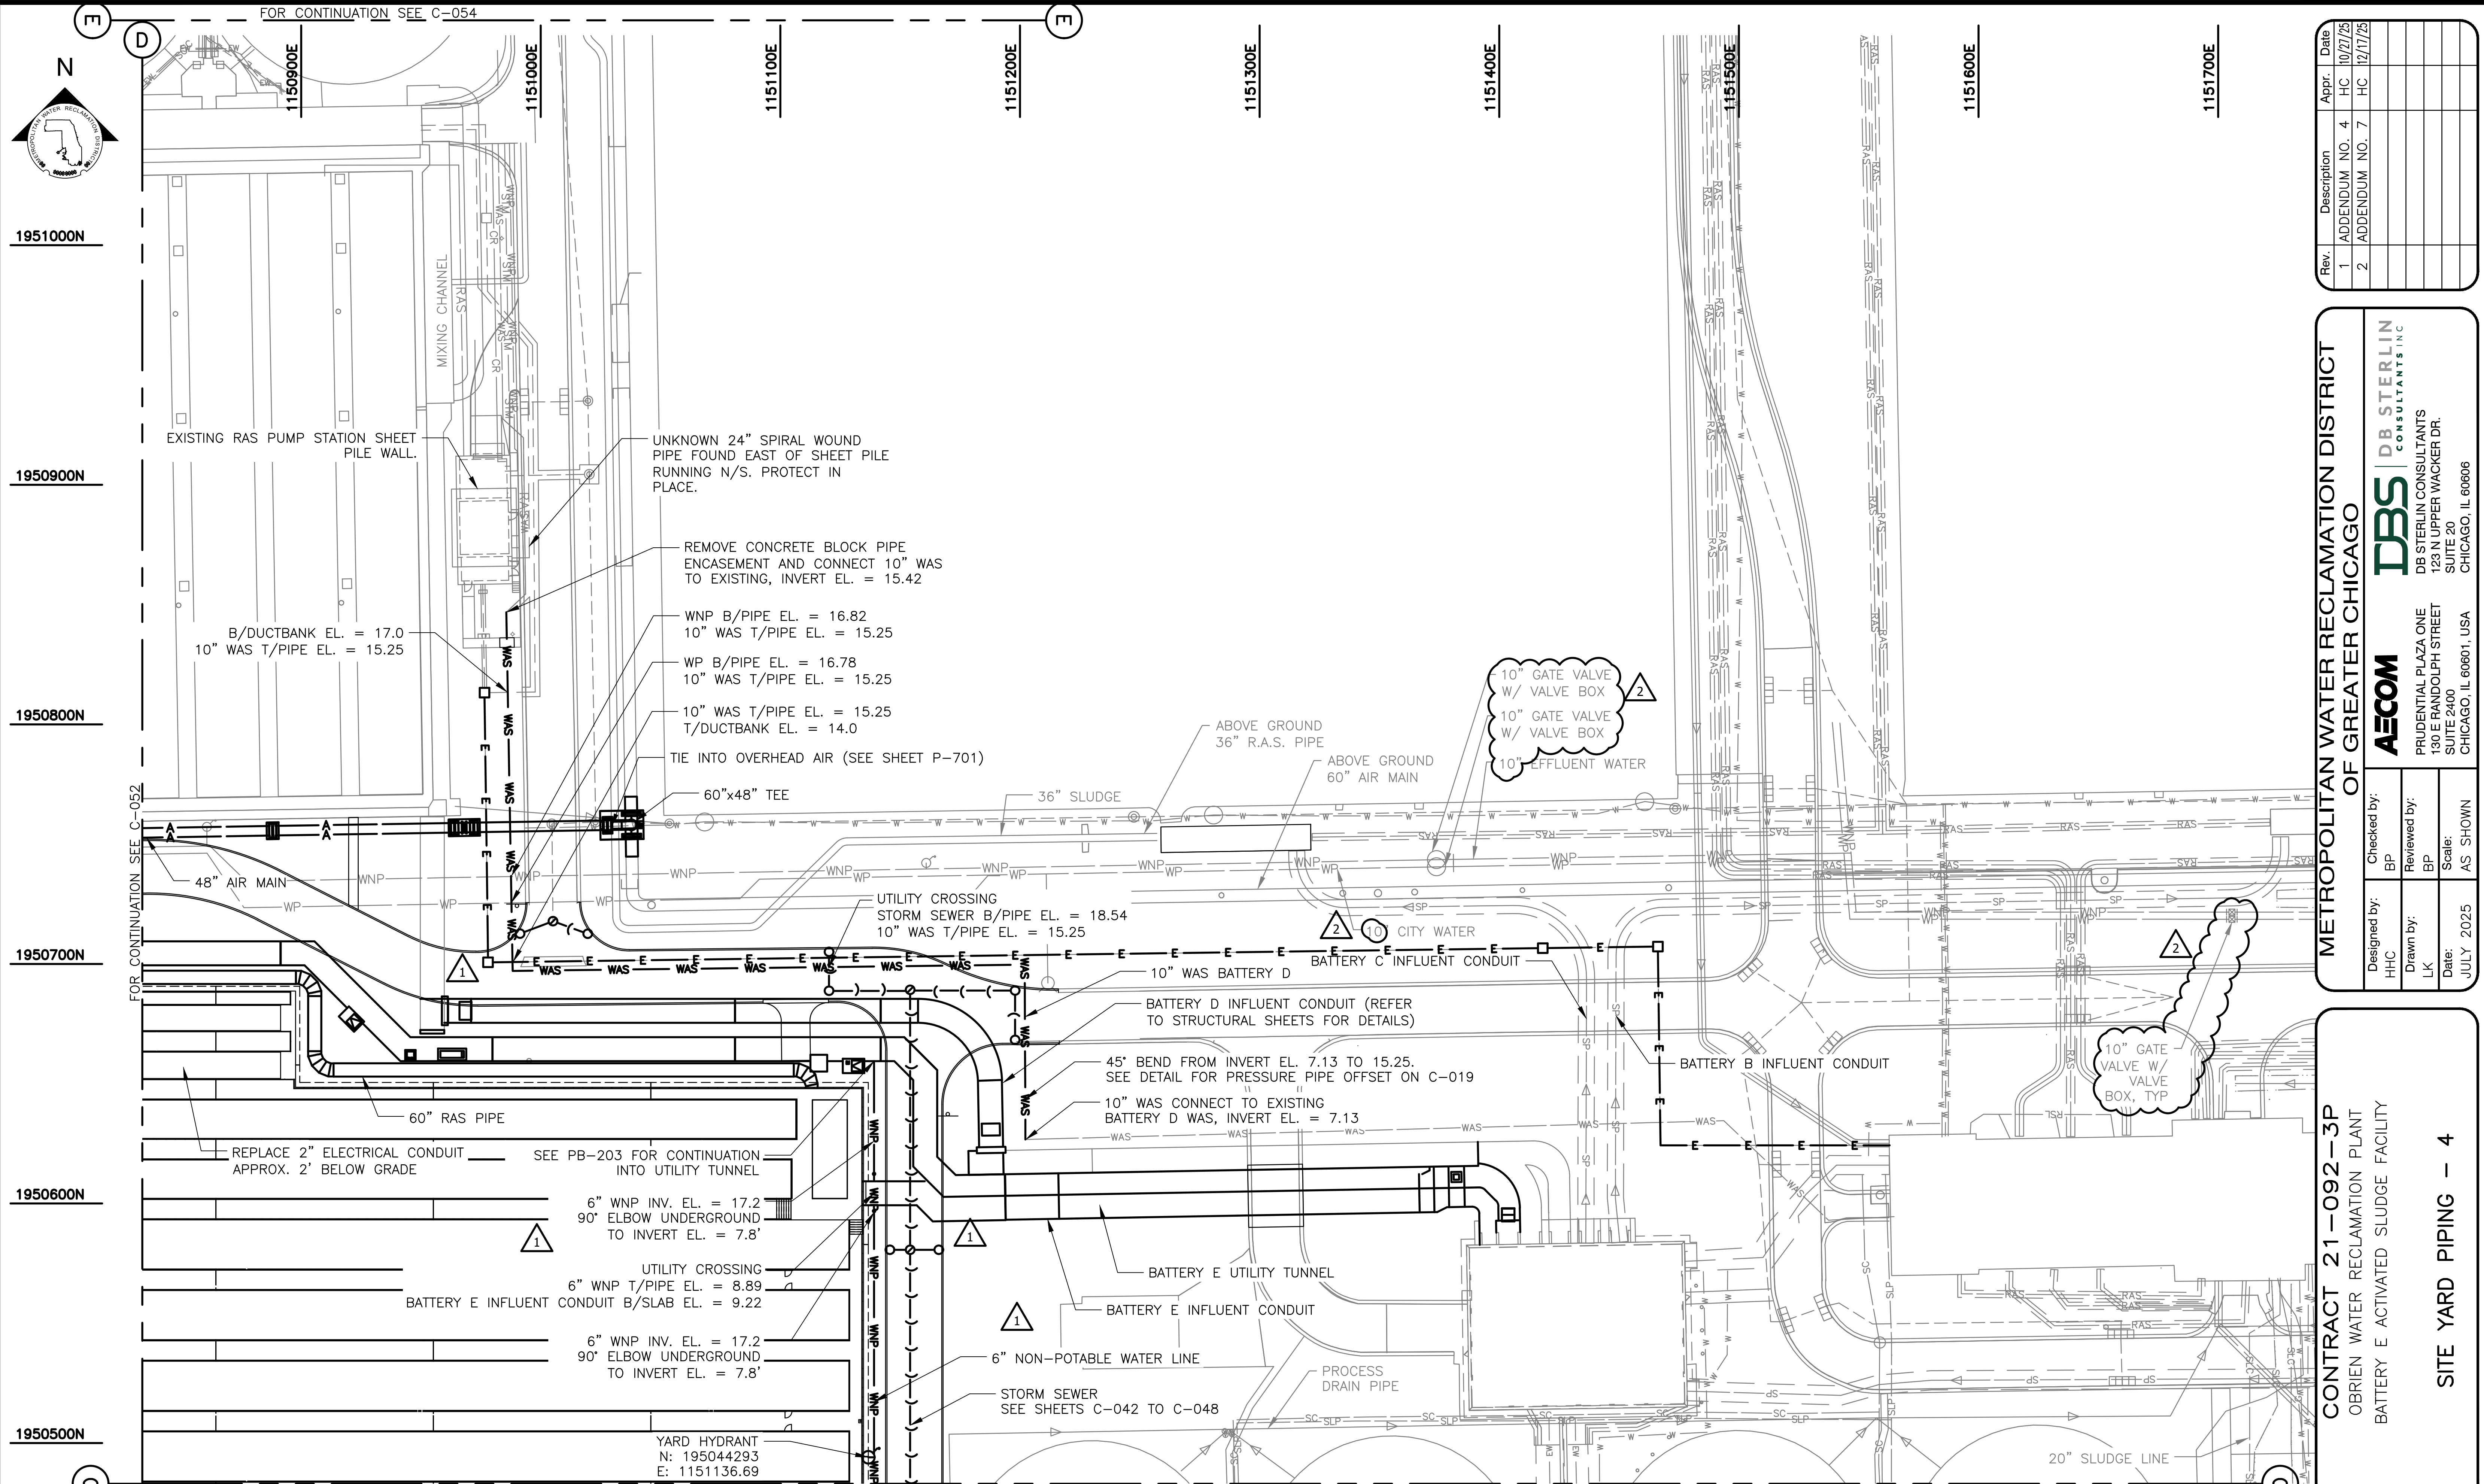 FOR CONTINUATION SEE C-054
E
E
D
N
METROPOLITAN WATER RECLAMATION DISTRICT
1150900E
1151000E
1151100E
1151200E
1151300E
1151400E
1151500E
1151600E
1151700E
1951000N
1950900N
1950800N
1950700N
1950600N
1950500N
MIXING CHANNEL
RAS
EXISTING RAS PUMP STATION SHEET
PILE WALL.
UNKNOWN 24" SPIRAL WOUND
PIPE FOUND EAST OF SHEET PILE
RUNNING N/S. PROTECT IN
PLACE.
REMOVE CONCRETE BLOCK PIPE
ENCASEMENT AND CONNECT 10" WAS
TO EXISTING, INVERT EL. = 15.42
B/DUCTBANK EL. = 17.0
10" WAS T/PIPE EL. = 15.25
WNP B/PIPE EL. = 16.82
10" WAS T/PIPE EL. = 15.25
WP B/PIPE EL. = 16.78
10" WAS T/PIPE EL. = 15.25
10" WAS T/PIPE EL. = 15.25
T/DUCTBANK EL. = 14.0
TIE INTO OVERHEAD AIR (SEE SHEET P-701)
60"x48" TEE
36" SLUDGE
ABOVE GROUND
36" R.A.S. PIPE
ABOVE GROUND
60" AIR MAIN
10" GATE VALVE
W/ VALVE BOX
10" GATE VALVE
W/ VALVE BOX
2
10" EFFLUENT WATER
FOR CONTINUATION SEE C-052
48" AIR MAIN
WNP
WP
UTILITY CROSSING
STORM SEWER B/PIPE EL. = 18.54
10" WAS T/PIPE EL. = 15.25
2
10" CITY WATER
BATTERY C INFLUENT CONDUIT
1
10" WAS BATTERY D
BATTERY D INFLUENT CONDUIT (REFER
TO STRUCTURAL SHEETS FOR DETAILS)
45° BEND FROM INVERT EL. 7.13 TO 15.25.
SEE DETAIL FOR PRESSURE PIPE OFFSET ON C-019
10" WAS CONNECT TO EXISTING
BATTERY D WAS, INVERT EL. = 7.13
BATTERY B INFLUENT CONDUIT
2
10" GATE
VALVE W/
VALVE
BOX, TYP
60" RAS PIPE
REPLACE 2" ELECTRICAL CONDUIT
APPROX. 2' BELOW GRADE
SEE PB-203 FOR CONTINUATION
INTO UTILITY TUNNEL
6" WNP INV. EL. = 17.2
90° ELBOW UNDERGROUND
TO INVERT EL. = 7.8'
1
1
UTILITY CROSSING
6" WNP T/PIPE EL. = 8.89
BATTERY E INFLUENT CONDUIT B/SLAB EL. = 9.22
BATTERY E UTILITY TUNNEL
BATTERY E INFLUENT CONDUIT
1
6" WNP INV. EL. = 17.2
90° ELBOW UNDERGROUND
TO INVERT EL. = 7.8'
6" NON-POTABLE WATER LINE
STORM SEWER
SEE SHEETS C-042 TO C-048
PROCESS
DRAIN PIPE
YARD HYDRANT
N: 195044293
E: 1151136.69
20" SLUDGE LINE
Rev. Description Appr. Date
1 ADDENDUM NO. 4 HC 10/27/25
2 ADDENDUM NO. 7 HC 12/17/25
METROPOLITAN WATER RECLAMATION DISTRICT
OF GREATER CHICAGO
AECOM
PRUDENTIAL PLAZA ONE
130 E RANDOLPH STREET
SUITE 2400
CHICAGO, IL 60601, USA
DBS DB STERLIN
CONSULTANTS INC
DB STERLIN CONSULTANTS
123 N UPPER WACKER DR.
SUITE 20
CHICAGO, IL 60606
Designed by:
HHC
Checked by:
BP
Drawn by:
LK
Reviewed by:
BP
Date:
JULY 2025
Scale:
AS SHOWN
CONTRACT 21-092-3P
OBRIEN WATER RECLAMATION PLANT
BATTERY E ACTIVATED SLUDGE FACILITY
SITE YARD PIPING - 4